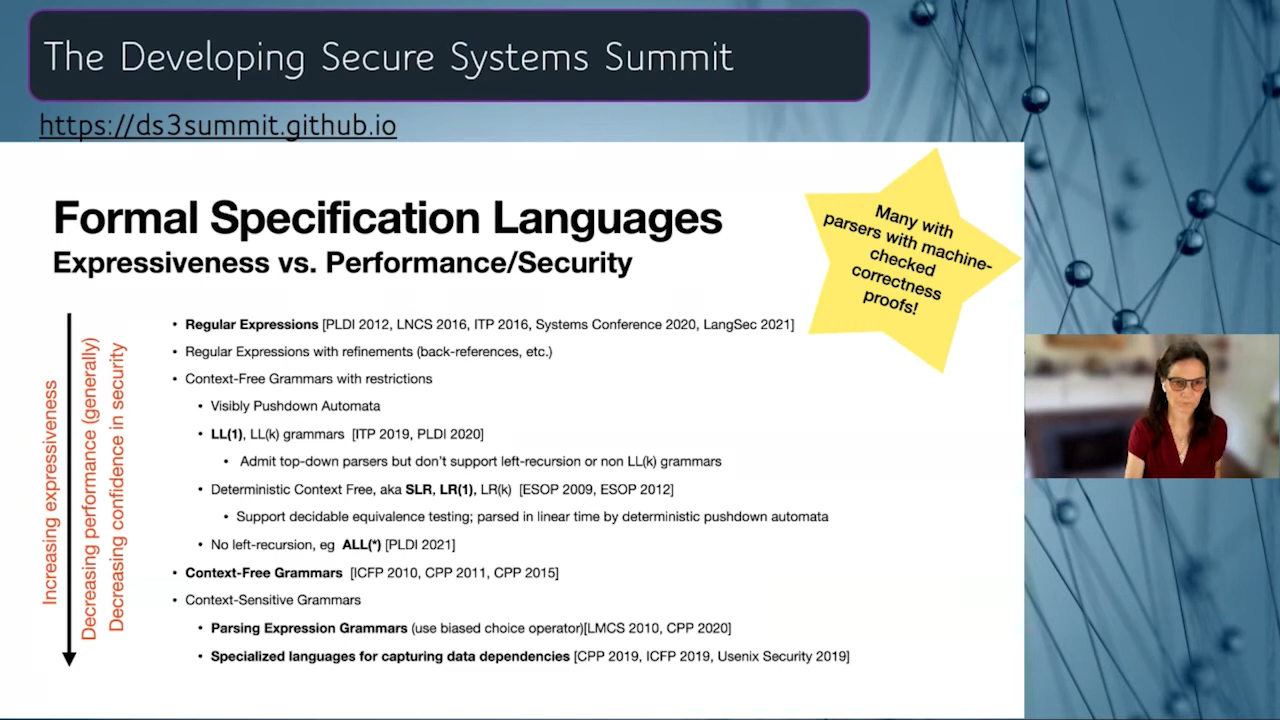 The Developing Secure Systems Summit
https://ds3summit.github.io
Formal Specification Languages
Expressiveness vs. Performance/Security
Many with
parsers with machine-
checked
correctness
proofs!
Increasing expressiveness
Decreasing performance (generally)
Decreasing confidence in security
• Regular Expressions [PLDI 2012, LNCS 2016, ITP 2016, Systems Conference 2020, LangSec 2021]
• Regular Expressions with refinements (back-references, etc.)
• Context-Free Grammars with restrictions
• Visibly Pushdown Automata
• LL(1), LL(k) grammars [ITP 2019, PLDI 2020]
• Admit top-down parsers but don't support left-recursion or non LL(k) grammars
• Deterministic Context Free, aka SLR, LR(1), LR(k) [ESOP 2009, ESOP 2012]
• Support decidable equivalence testing; parsed in linear time by deterministic pushdown automata
• No left-recursion, eg ALL(*) [PLDI 2021]
• Context-Free Grammars [ICFP 2010, CPP 2011, CPP 2015]
• Context-Sensitive Grammars
• Parsing Expression Grammars (use biased choice operator)[LMCS 2010, CPP 2020]
• Specialized languages for capturing data dependencies [CPP 2019, ICFP 2019, Usenix Security 2019]